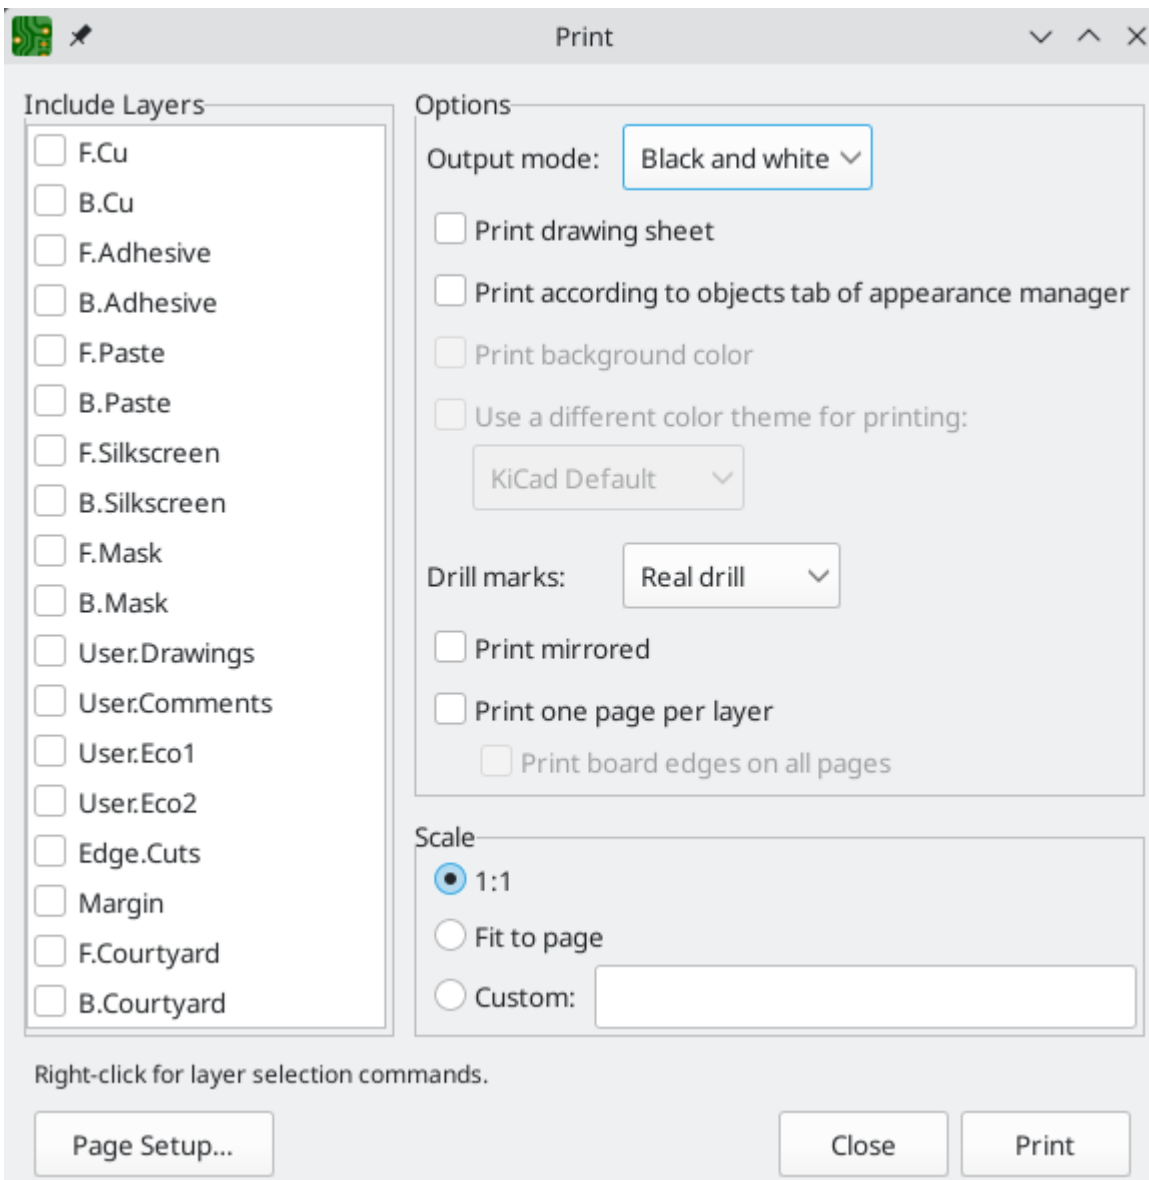 Print
Include Layers
F.Cu
B.Cu
F.Adhesive
B.Adhesive
F.Paste
B.Paste
F.Silkscreen
B.Silkscreen
F.Mask
B.Mask
User.Drawings
User.Comments
User.Eco1
User.Eco2
Edge.Cuts
Margin
F.Courtyard
B.Courtyard
Options
Output mode: Black and white
Print drawing sheet
Print according to objects tab of appearance manager
Print background color
Use a different color theme for printing:
KiCad Default
Drill marks: Real drill
Print mirrored
Print one page per layer
Print board edges on all pages
Scale
1:1
Fit to page
Custom:
Right-click for layer selection commands.
Page Setup... Close Print